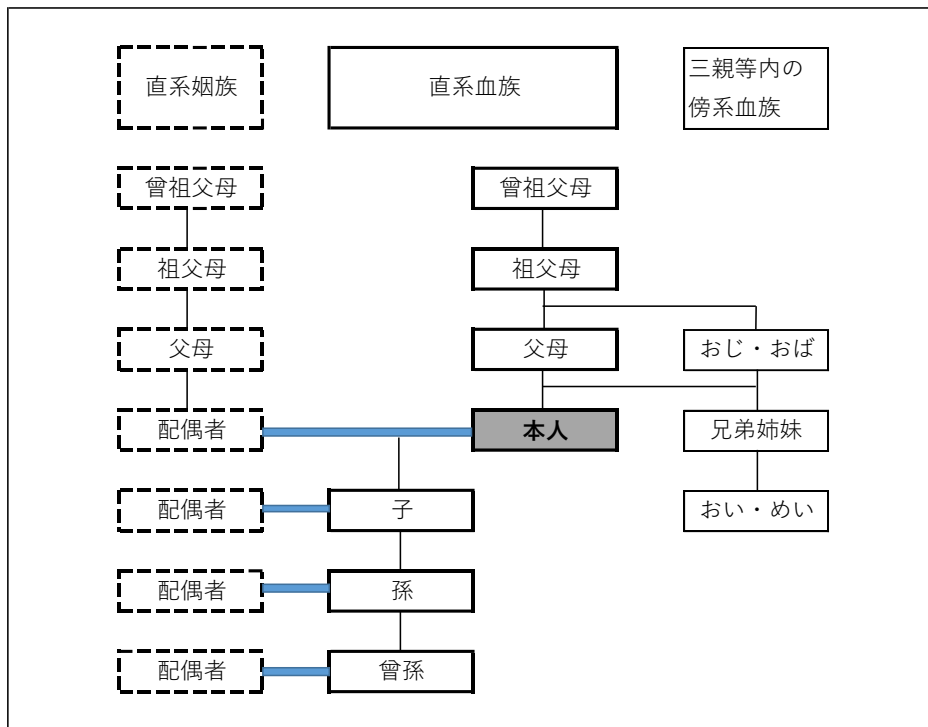 直系姻族
直系血族
三親等内の
傍系血族
曾祖父母
曾祖父母
祖父母
祖父母
父母
父母
おじ・おば
配偶者
本人
兄弟姉妹
配偶者
子
おい・めい
配偶者
孫
配偶者
曾孫